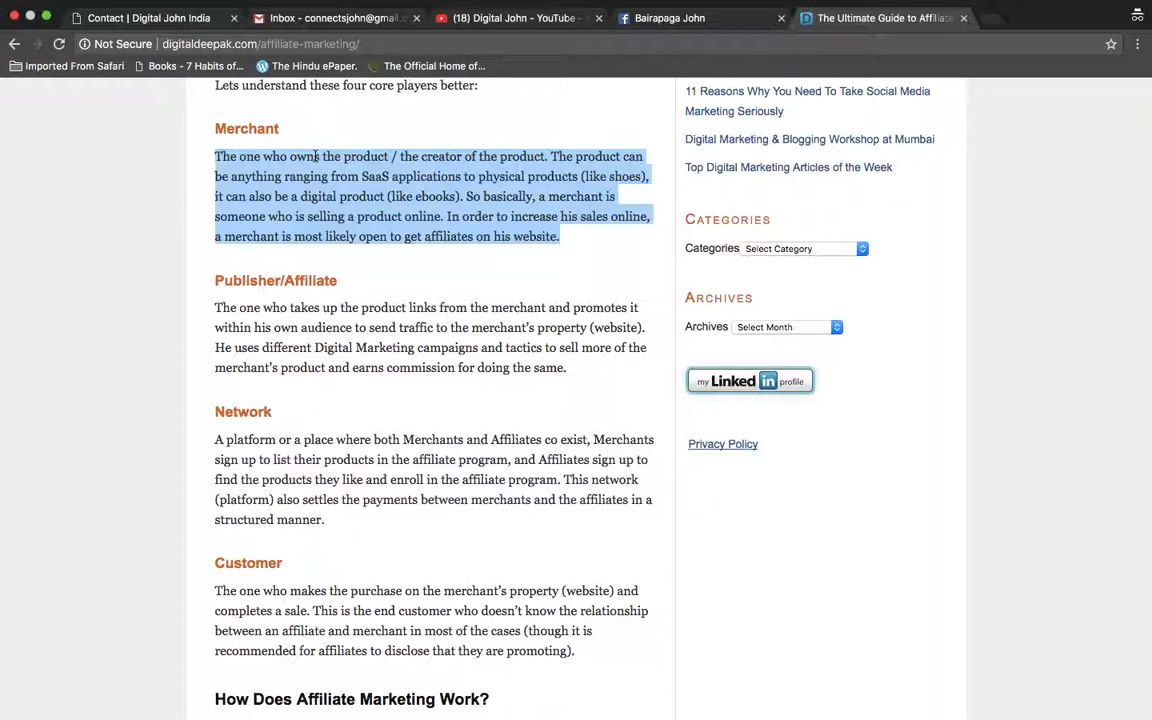 Contact | Digital John India
Inbox - connectsjohn@gmail.c
(18) Digital John - YouTube -
Bairapaga John
The Ultimate Guide to Affiliate
Not Secure | digitaldeepak.com/affiliate-marketing/
Imported From Safari
Books - 7 Habits of...
The Hindu ePaper.
The Official Home of...
Lets understand these four core players better:
Merchant
The one who owns the product / the creator of the product. The product can
be anything ranging from SaaS applications to physical products (like shoes),
it can also be a digital product (like ebooks). So basically, a merchant is
someone who is selling a product online. In order to increase his sales online,
a merchant is most likely open to get affiliates on his website.
Publisher/Affiliate
The one who takes up the product links from the merchant and promotes it
within his own audience to send traffic to the merchant's property (website).
He uses different Digital Marketing campaigns and tactics to sell more of the
merchant's product and earns commission for doing the same.
Network
A platform or a place where both Merchants and Affiliates co exist, Merchants
sign up to list their products in the affiliate program, and Affiliates sign up to
find the products they like and enroll in the affiliate program. This network
(platform) also settles the payments between merchants and the affiliates in a
structured manner.
Customer
The one who makes the purchase on the merchant's property (website) and
completes a sale. This is the end customer who doesn't know the relationship
between an affiliate and merchant in most of the cases (though it is
recommended for affiliates to disclose that they are promoting).
How Does Affiliate Marketing Work?
11 Reasons Why You Need To Take Social Media
Marketing Seriously
Digital Marketing & Blogging Workshop at Mumbai
Top Digital Marketing Articles of the Week
CATEGORIES
Categories Select Category
ARCHIVES
Archives Select Month
my Linked in profile
Privacy Policy